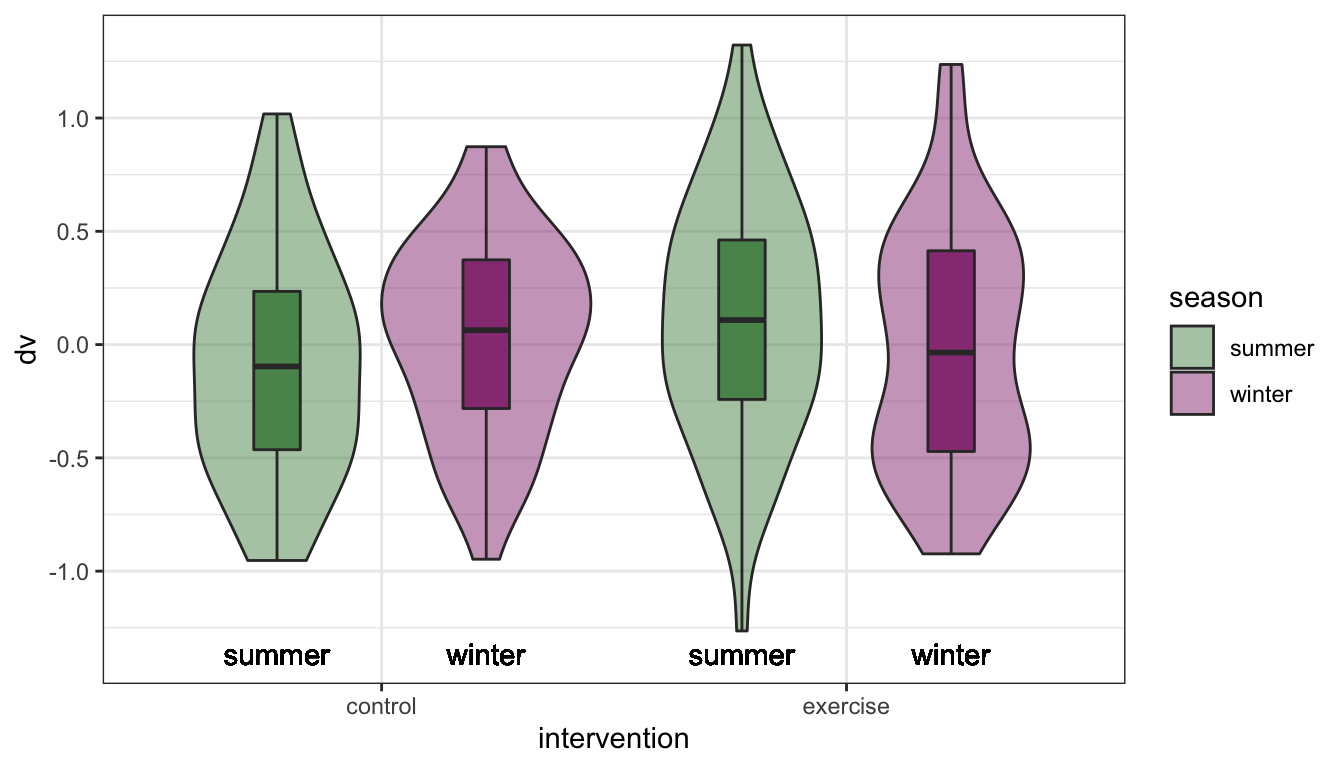 1.0
0.5
0.0
-0.5
-1.0
dv
summer winter summer winter
control exercise
intervention
season
summer
winter